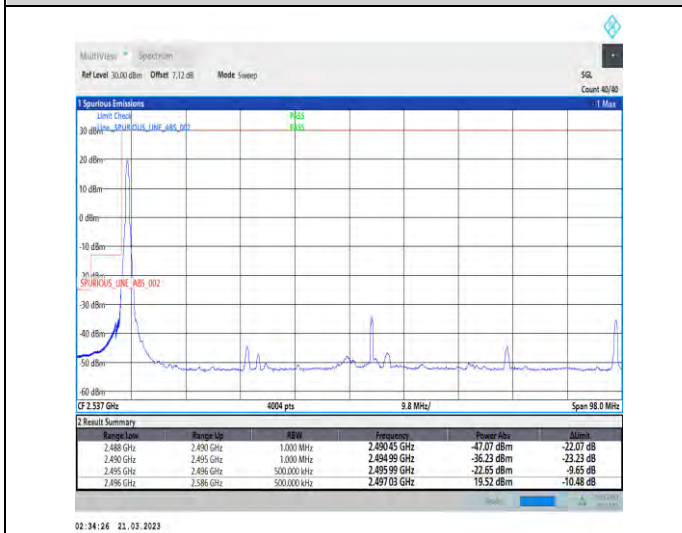 MultiView Spectrum
Ref Level 30.00 dBm Offset 7.12 dB Mode Sweep SGL
Count 40/40
1 Spurious Emissions 1 Max
Limit Check PASS
Line _SPURIOUS_LINE_ABS_002 PASS
30 dBm
20 dBm
10 dBm
0 dBm
-10 dBm
-20 dBm
SPURIOUS_LINE_ABS_002
-30 dBm
-40 dBm
-50 dBm
-60 dBm
CF 2.537 GHz 4004 pts 9.8 MHz/ Span 98.0 MHz
2 Result Summary
Range Low Range Up RBW Frequency Power Abs ΔLimit
2.488 GHz 2.490 GHz 1.000 MHz 2.490 45 GHz -47.07 dBm -22.07 dB
2.490 GHz 2.495 GHz 1.000 MHz 2.494 99 GHz -36.23 dBm -23.23 dB
2.495 GHz 2.496 GHz 500.000 kHz 2.495 99 GHz -22.65 dBm -9.65 dB
2.496 GHz 2.586 GHz 500.000 kHz 2.497 03 GHz 19.52 dBm -10.48 dB
02:34:26 21.03.2023